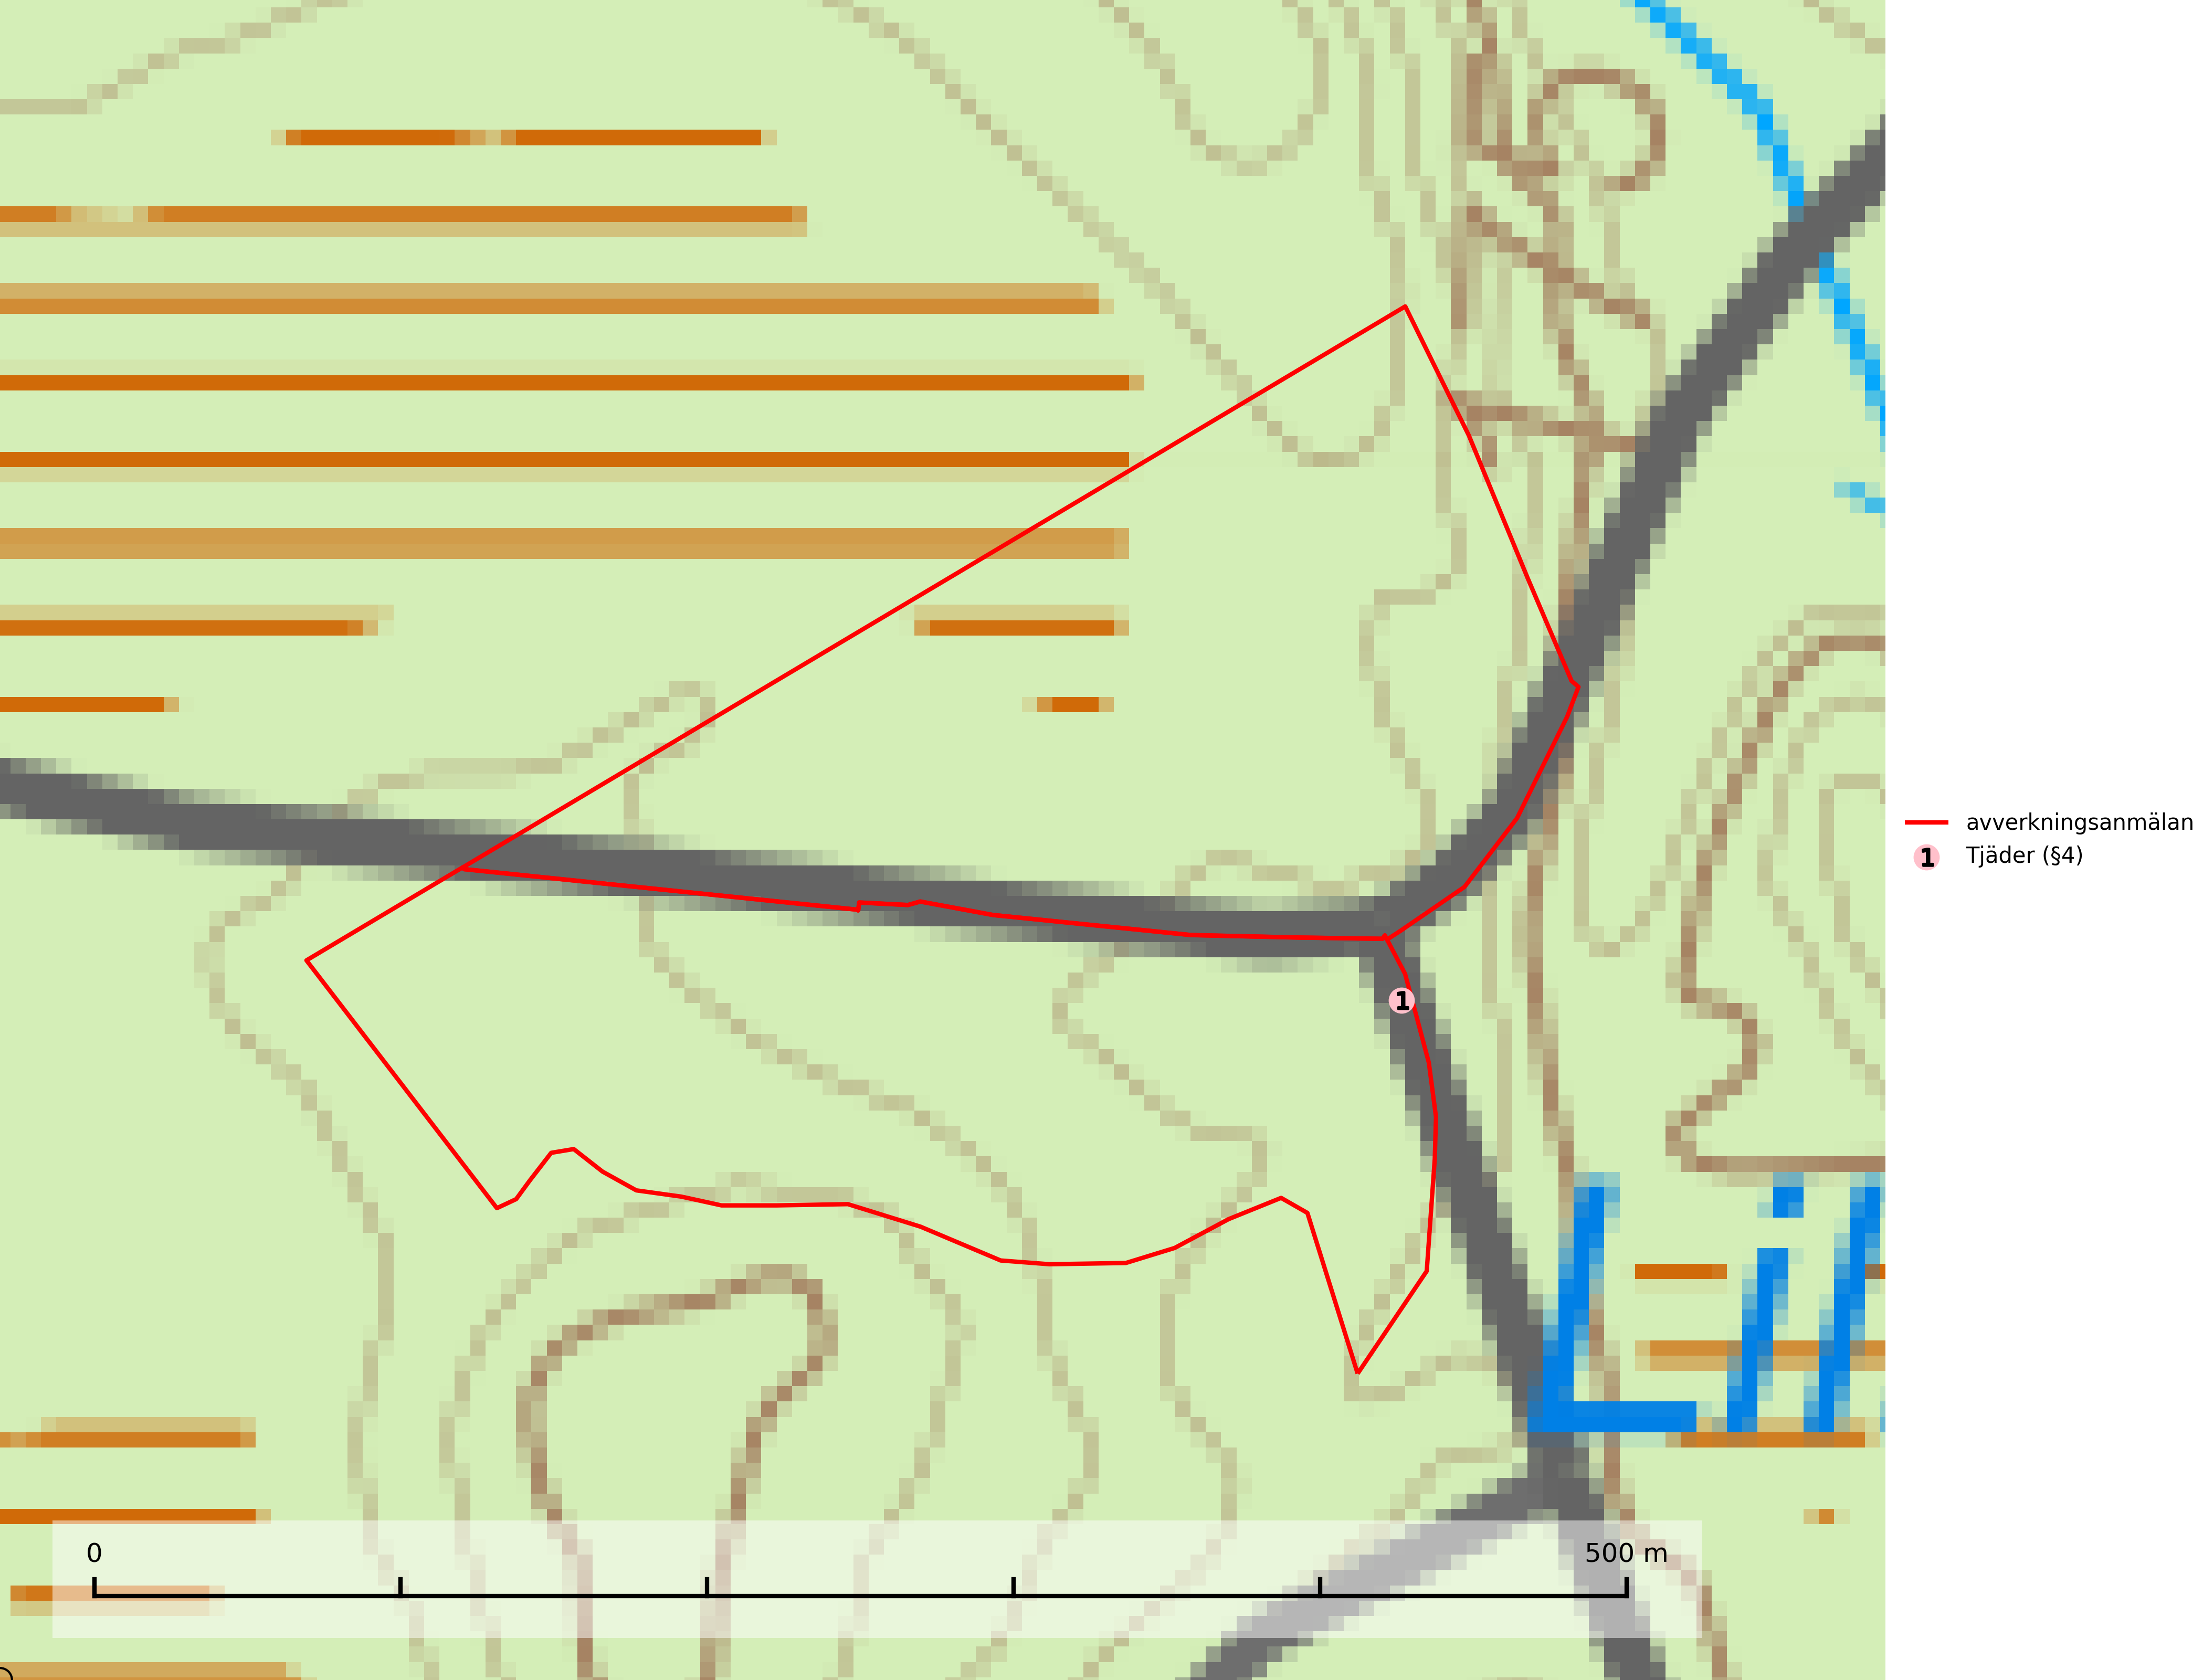 1
avverkningsanmälan
1 Tjäder (§4)
0 500 m